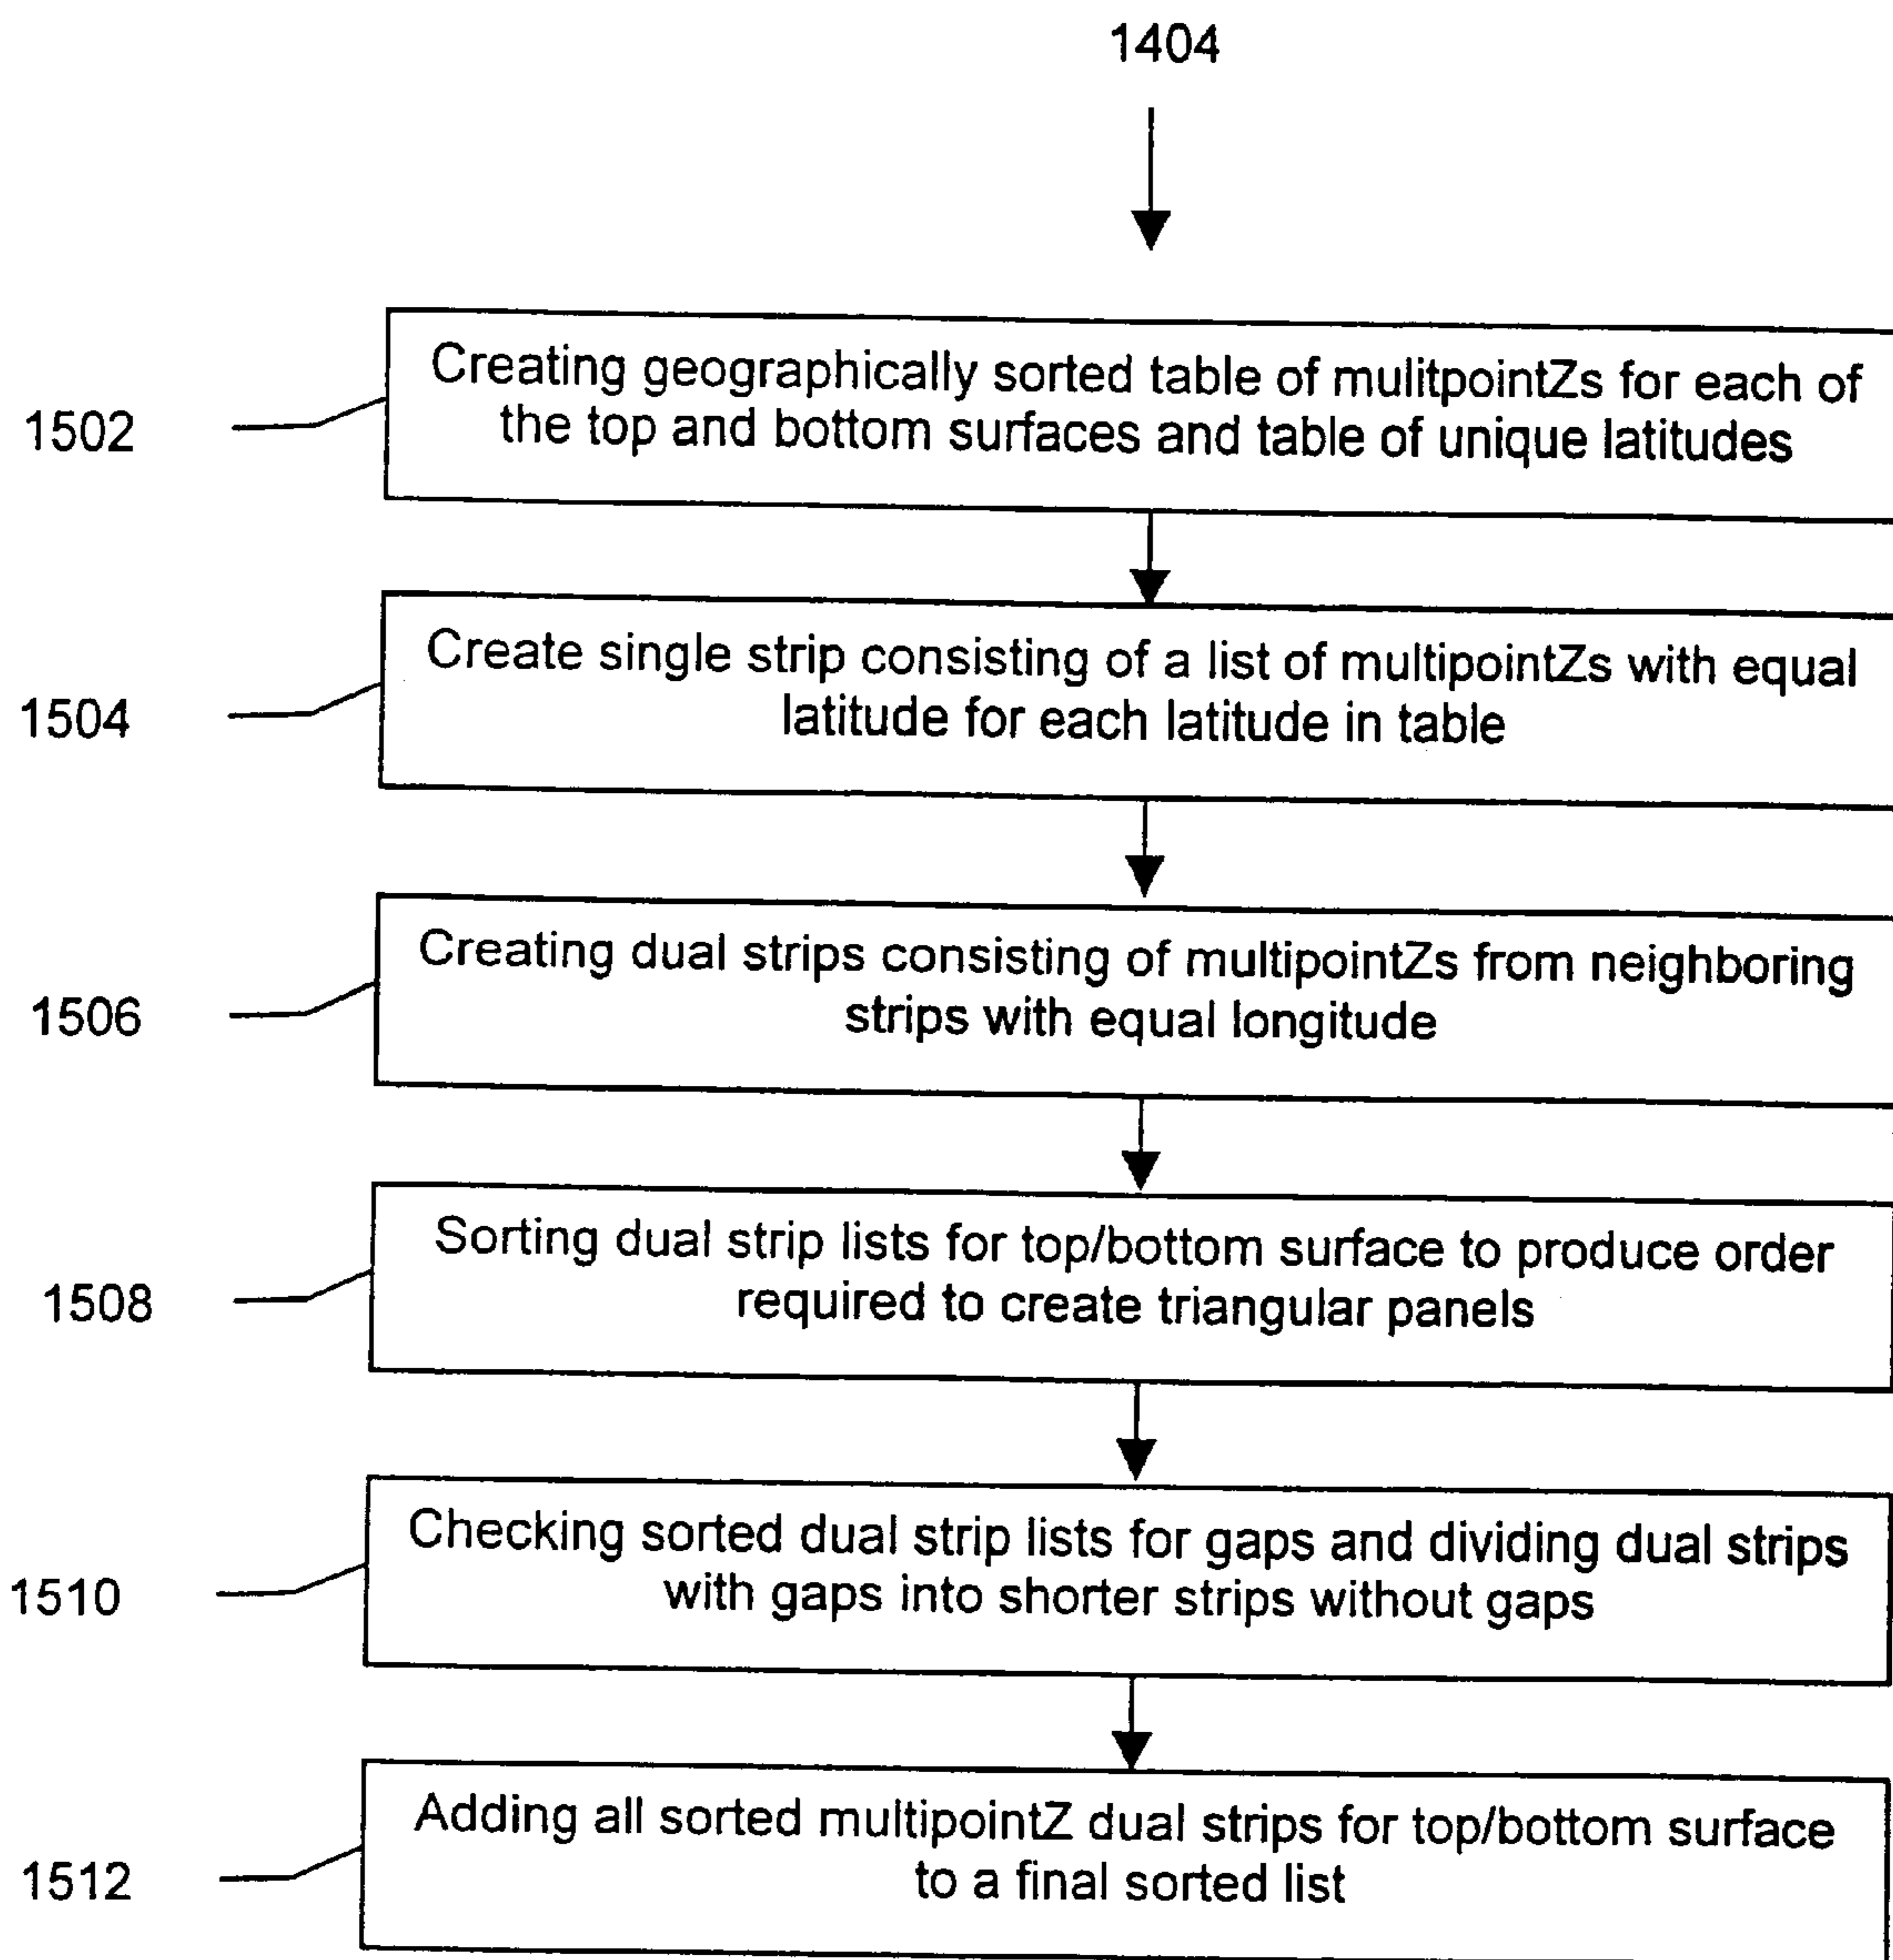 1404
Creating geographically sorted table of mulitpointZs for each of
the top and bottom surfaces and table of unique latitudes
1502
Create single strip consisting of a list of multipointZs with equal
latitude for each latitude in table
1504
Creating dual strips consisting of multipointZs from neighboring
strips with equal longitude
1506
Sorting dual strip lists for top/bottom surface to produce order
required to create triangular panels
1508
Checking sorted dual strip lists for gaps and dividing dual strips
with gaps into shorter strips without gaps
1510
Adding all sorted multipointZ dual strips for top/bottom surface
to a final sorted list
1512